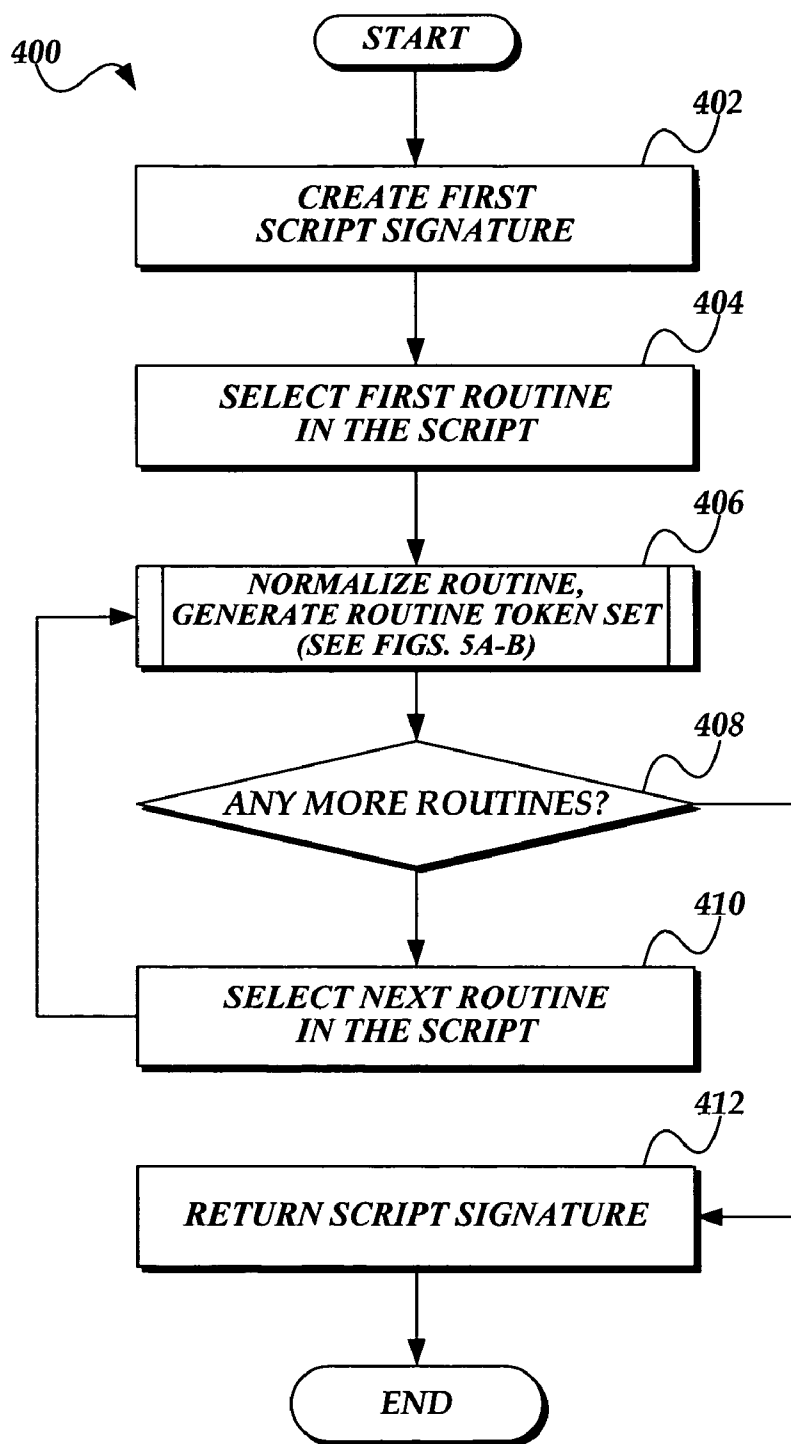 START
400
402
CREATE FIRST
SCRIPT SIGNATURE
404
SELECT FIRST ROUTINE
IN THE SCRIPT
406
NORMALIZE ROUTINE,
GENERATE ROUTINE TOKEN SET
(SEE FIGS. 5A-B)
408
ANY MORE ROUTINES?
410
SELECT NEXT ROUTINE
IN THE SCRIPT
412
RETURN SCRIPT SIGNATURE
END